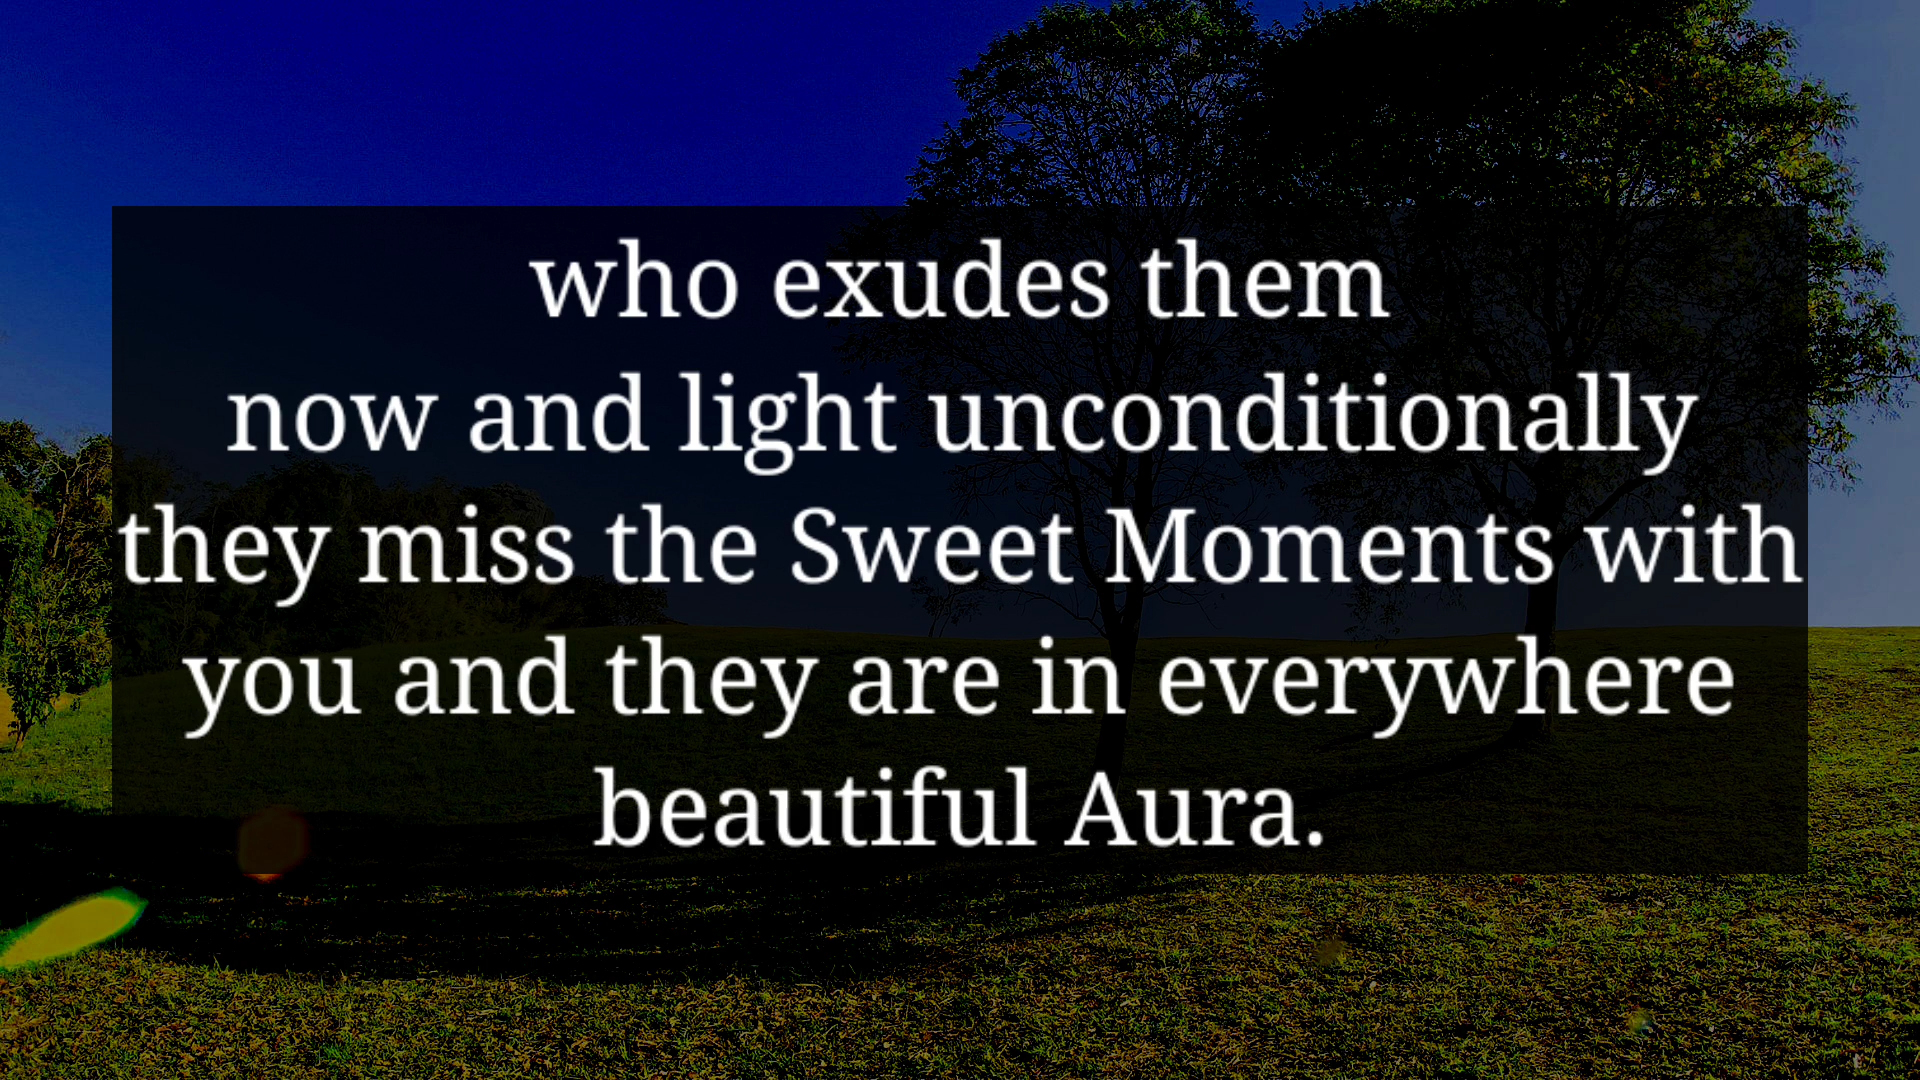 who exudes them
now and light unconditionally
they miss the Sweet Moments with
you and they are in everywhere
beautiful Aura.